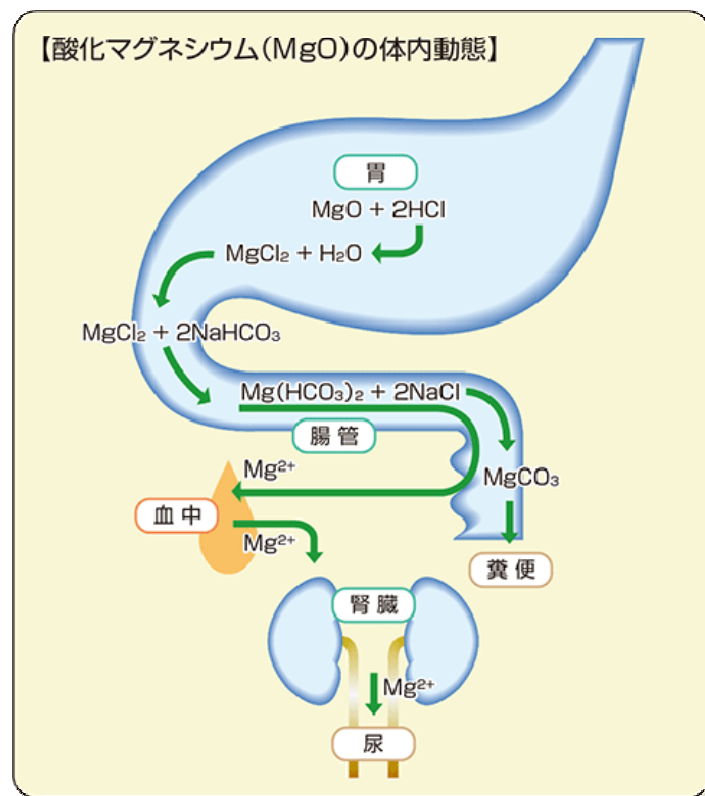 【酸化マグネシウム(MgO)の体内動態】
胃
MgO + 2HCl
MgCl₂ + H₂O
MgCl₂ + 2NaHCO₃
Mg(HCO₃)₂ + 2NaCl
腸管
Mg²⁺
MgCO₃
血中
Mg²⁺
糞便
腎臓
Mg²⁺
尿